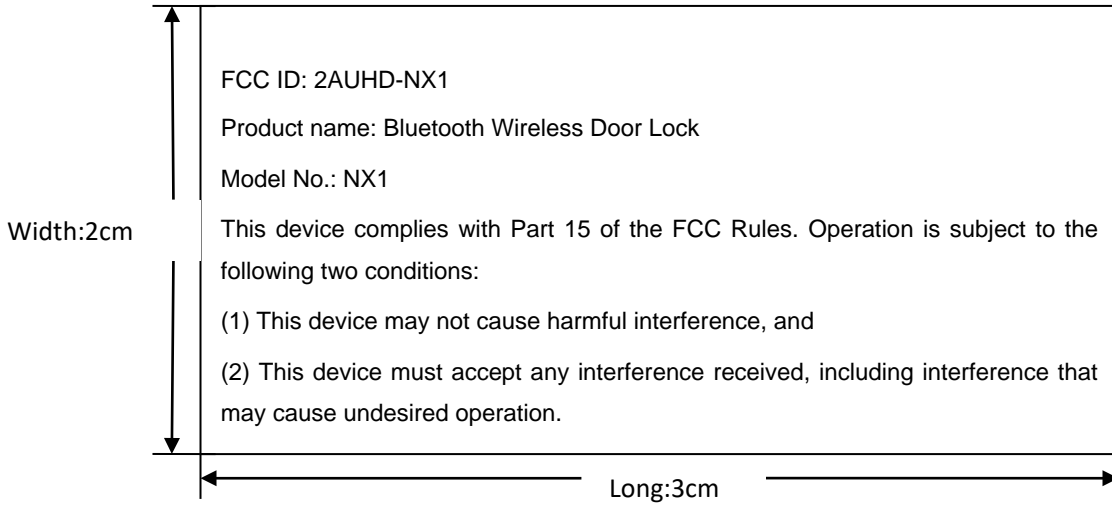 FCC ID: 2AUHD-NX1
Product name: Bluetooth Wireless Door Lock
Model No.: NX1
Width:2cm
This device complies with Part 15 of the FCC Rules. Operation is subject to the
following two conditions:
(1) This device may not cause harmful interference, and
(2) This device must accept any interference received, including interference that
may cause undesired operation.
Long:3cm